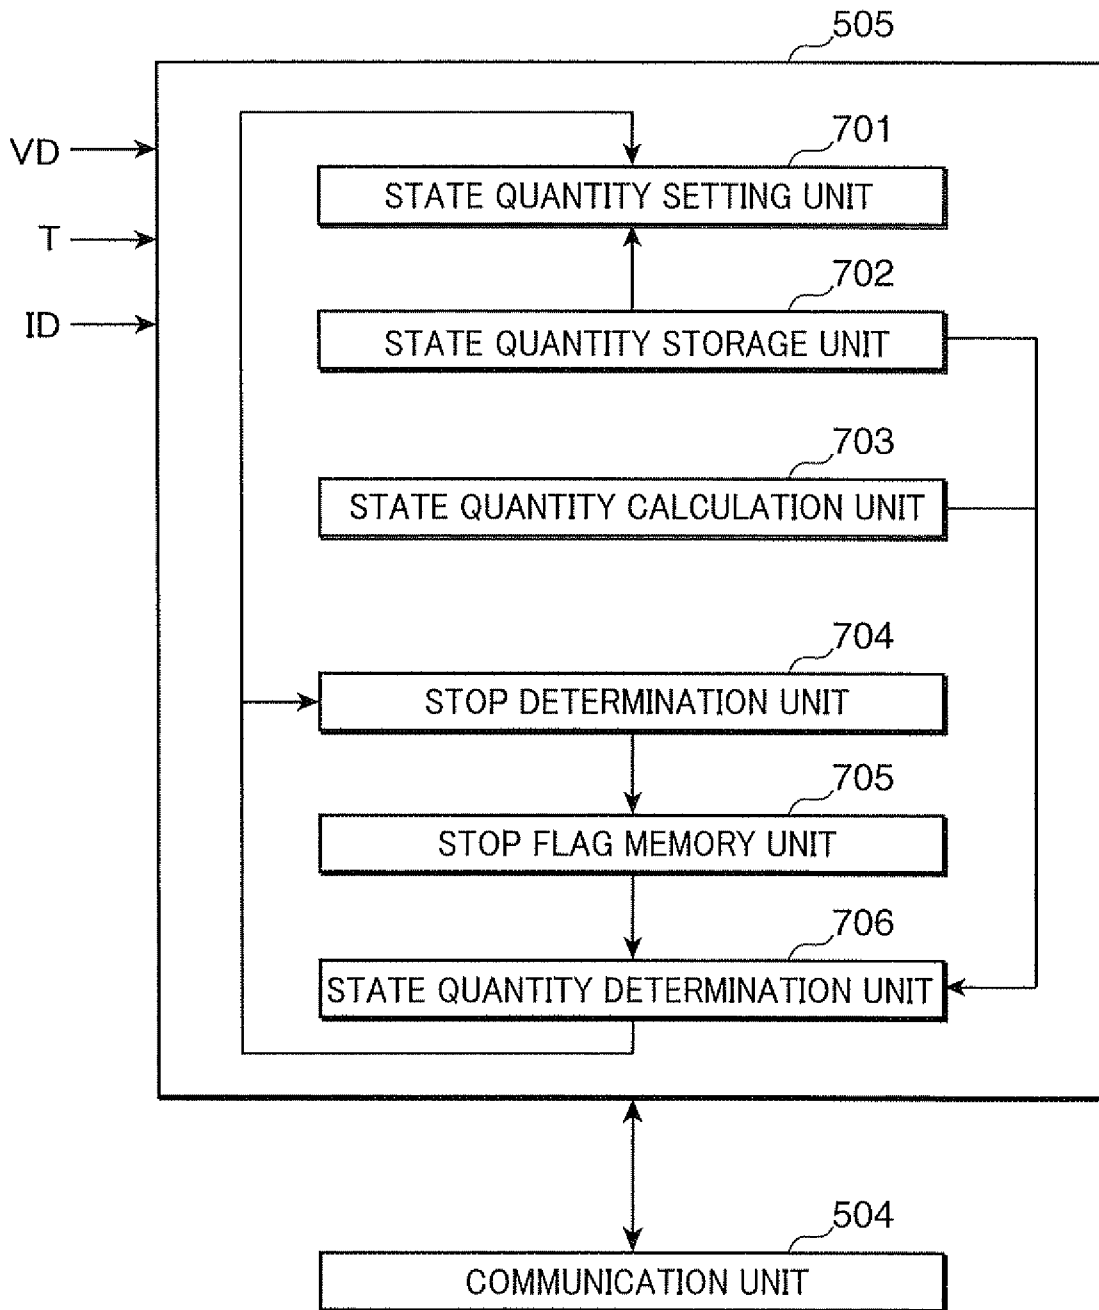 505
VD
701
STATE QUANTITY SETTING UNIT
T
702
ID
STATE QUANTITY STORAGE UNIT
703
STATE QUANTITY CALCULATION UNIT
704
STOP DETERMINATION UNIT
705
STOP FLAG MEMORY UNIT
706
STATE QUANTITY DETERMINATION UNIT
504
COMMUNICATION UNIT